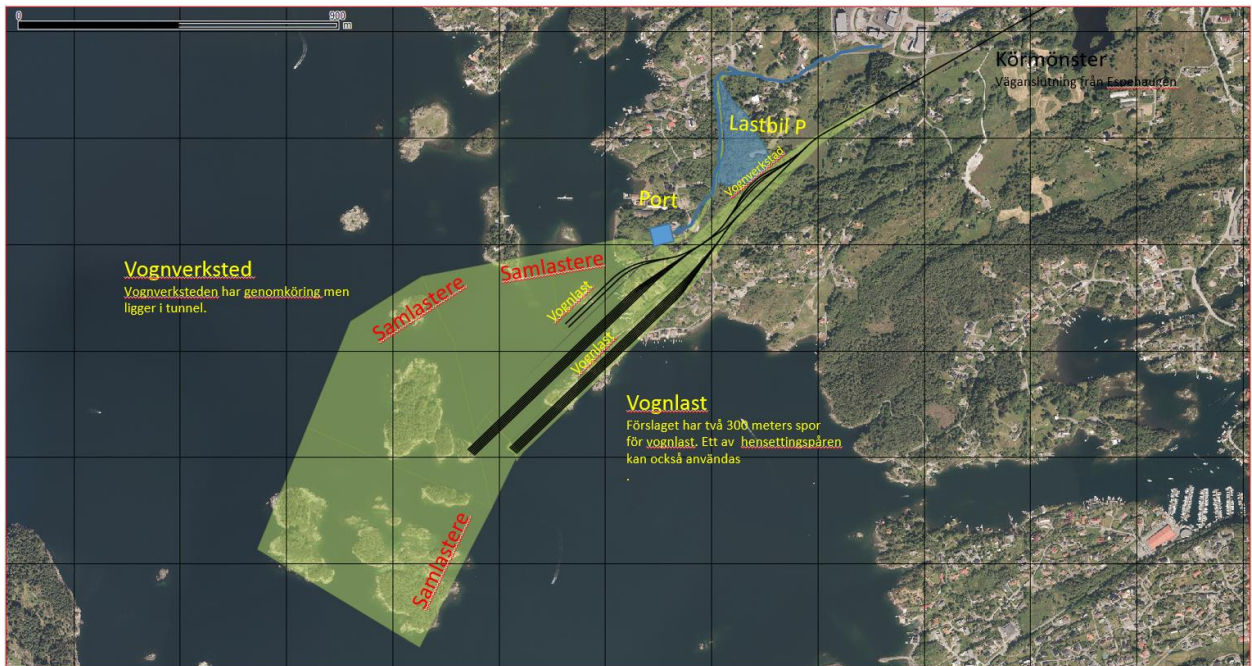 0 900
m
Körmönster
Väganslutning från Espehaugen
Lastbil P
Vognverkstad
Port
Samlastere
Samlastere
Vognverksted
Vognverksteden har genomköring men
ligger i tunnel.
Vognlast
Vognlast
Vognlast
Förslaget har två 300 meters spor
för vognlast. Ett av hensettingspåren
kan också användas
.
Samlastere